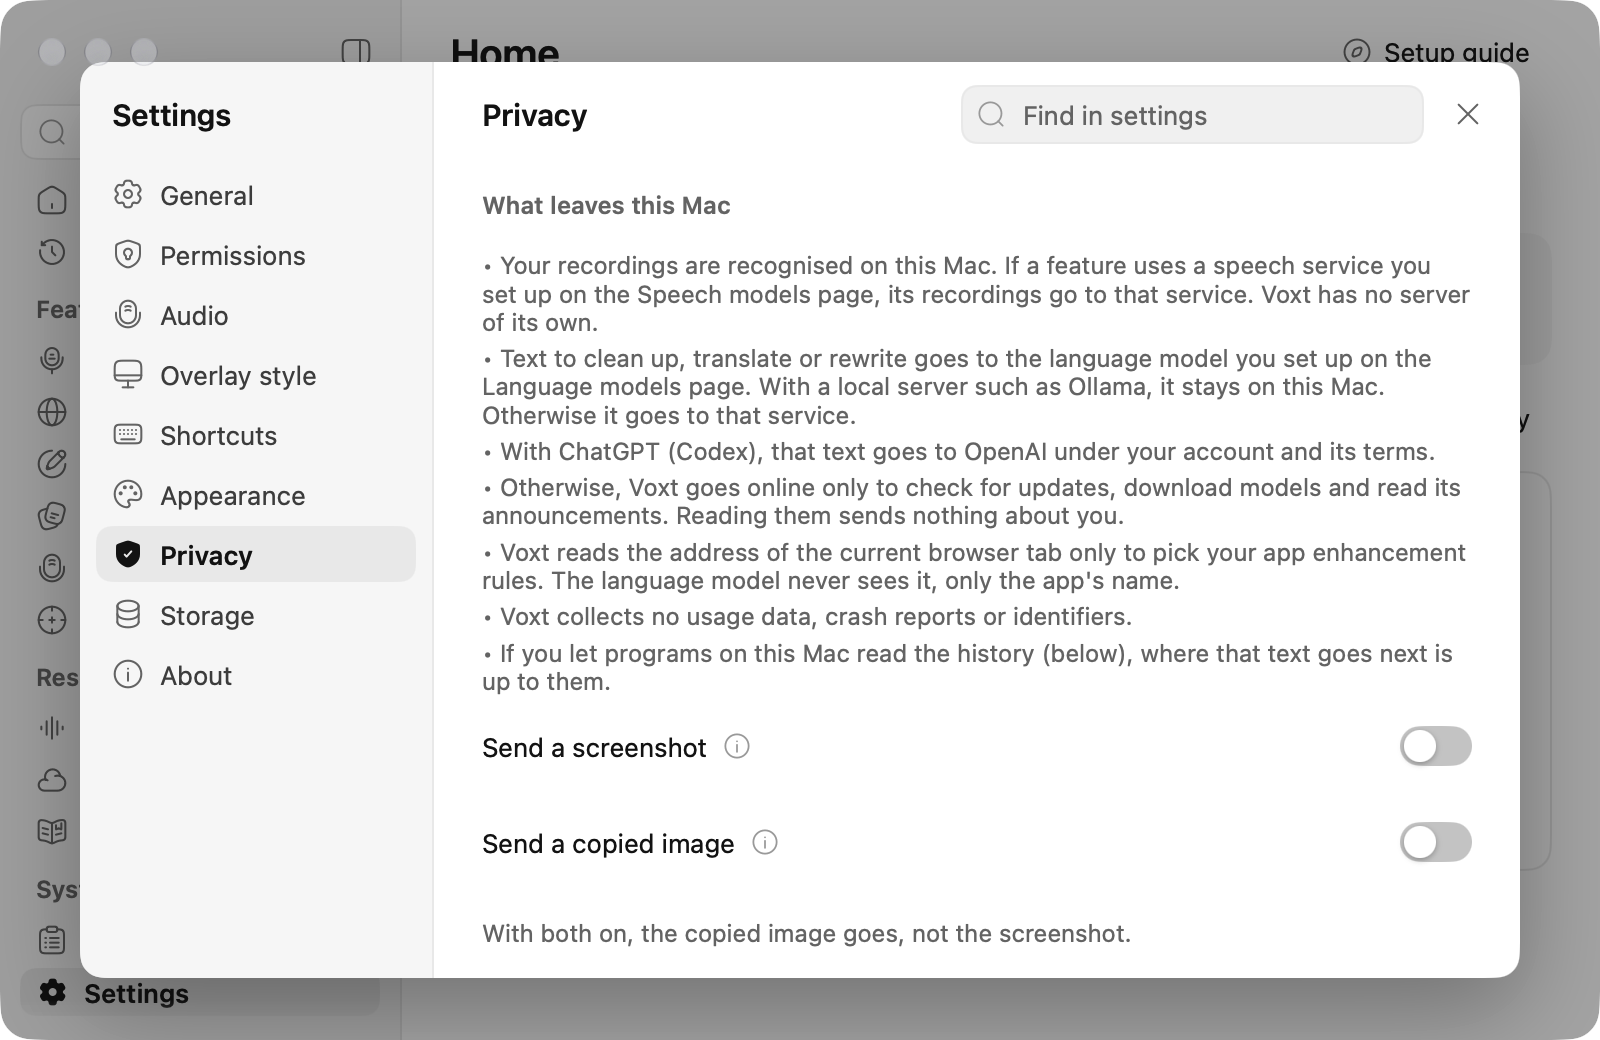 Home
Setup guide
Settings
General
Permissions
Audio
Overlay style
Shortcuts
Appearance
Privacy
Storage
About
Privacy
Find in settings
What leaves this Mac
• Your recordings are recognised on this Mac. If a feature uses a speech service you
set up on the Speech models page, its recordings go to that service. Voxt has no server
of its own.
• Text to clean up, translate or rewrite goes to the language model you set up on the
Language models page. With a local server such as Ollama, it stays on this Mac.
Otherwise it goes to that service.
• With ChatGPT (Codex), that text goes to OpenAI under your account and its terms.
• Otherwise, Voxt goes online only to check for updates, download models and read its
announcements. Reading them sends nothing about you.
• Voxt reads the address of the current browser tab only to pick your app enhancement
rules. The language model never sees it, only the app's name.
• Voxt collects no usage data, crash reports or identifiers.
• If you let programs on this Mac read the history (below), where that text goes next is
up to them.
Send a screenshot
Send a copied image
With both on, the copied image goes, not the screenshot.
Settings